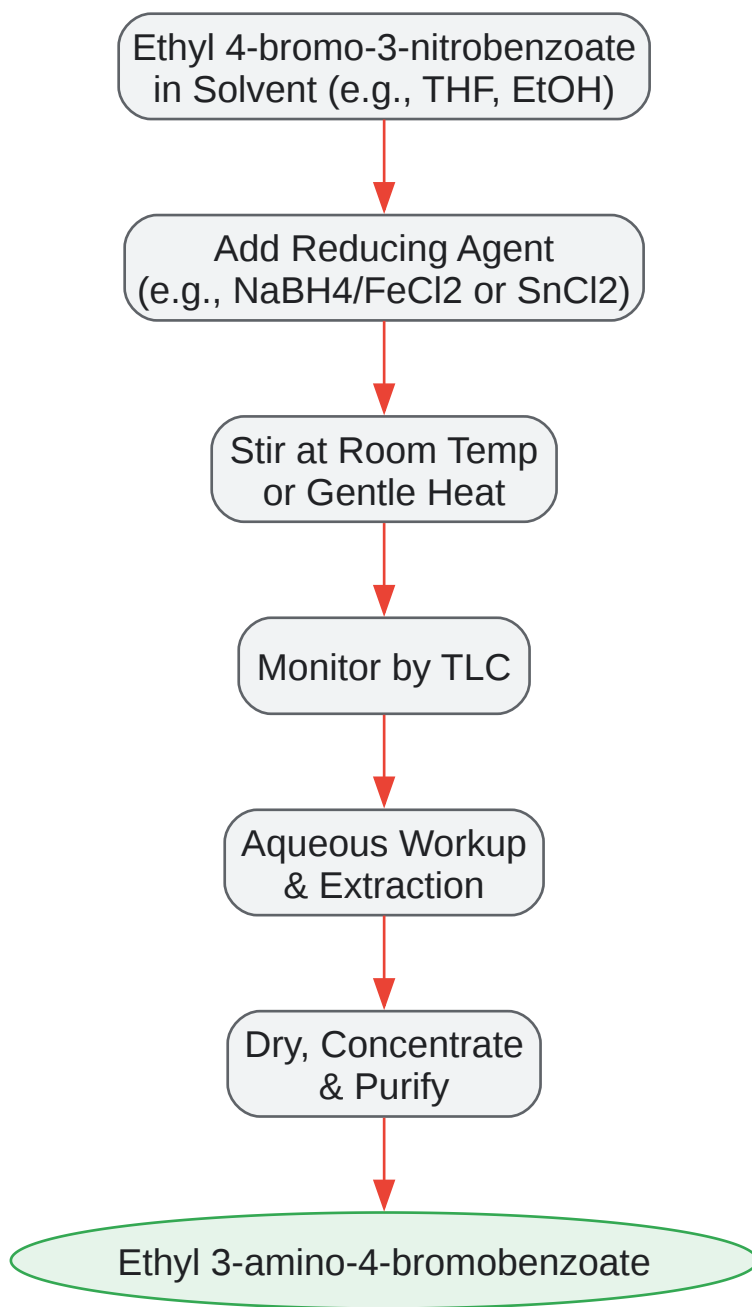 Ethyl 4-bromo-3-nitrobenzoate
in Solvent (e.g., THF, EtOH)
Add Reducing Agent
(e.g., NaBH4/FeCl2 or SnCl2)
Stir at Room Temp
or Gentle Heat
Monitor by TLC
Aqueous Workup
& Extraction
Dry, Concentrate
& Purify
Ethyl 3-amino-4-bromobenzoate